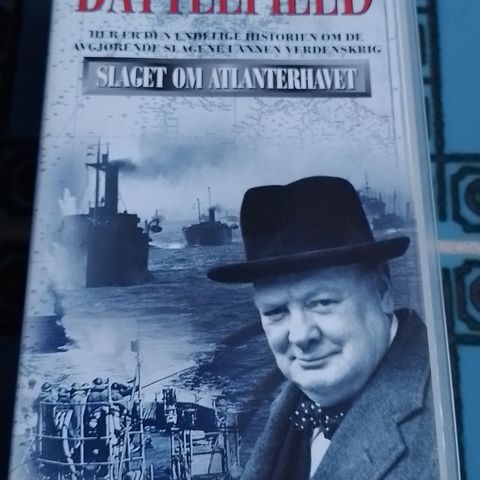 BATTLEFIELD
HER ER DEN ENDELIGE HISTORIEN OM DE
AVGJØRENDE SLAGENE I ANNEN VERDENSKRIG
SLAGET OM ATLANTERHAVET